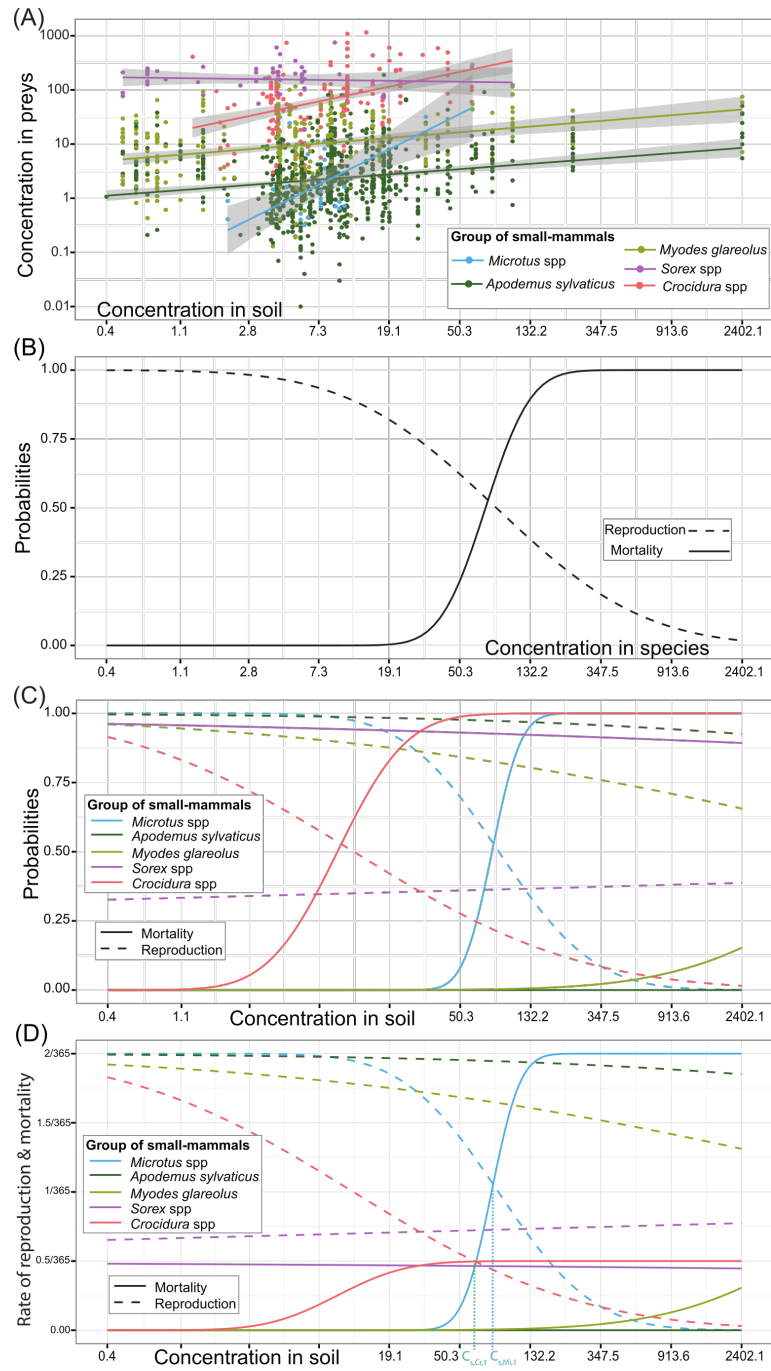 (A)
Concentration in preys
1000
100
10
1
0.1
0.01
Group of small-mammals
Microtus spp
Apodemus sylvaticus
Myodes glareolus
Sorex spp
Crocidura spp
Concentration in soil
0.4 1.1 2.8 7.3 19.1 50.3 132.2 347.5 913.6 2402.1
(B)
Probabilities
1.00
0.75
0.50
0.25
0.00
Reproduction
Mortality
Concentration in species
0.4 1.1 2.8 7.3 19.1 50.3 132.2 347.5 913.6 2402.1
(C)
Probabilities
1.00
0.75
0.50
0.25
0.00
Group of small-mammals
Microtus spp
Apodemus sylvaticus
Myodes glareolus
Sorex spp
Crocidura spp
Mortality
Reproduction
0.4 1.1 50.3 132.2 347.5 913.6 2402.1
Concentration in soil
(D)
Rate of reproduction & mortality
2/365
1.5/365
1/365
0.5/365
0.00
Group of small-mammals
Microtus spp
Apodemus sylvaticus
Myodes glareolus
Sorex spp
Crocidura spp
Mortality
Reproduction
0.4 50.3 C s,Cr,1 C s,Mi,1 132.2 347.5 913.6 2402.1
Concentration in soil